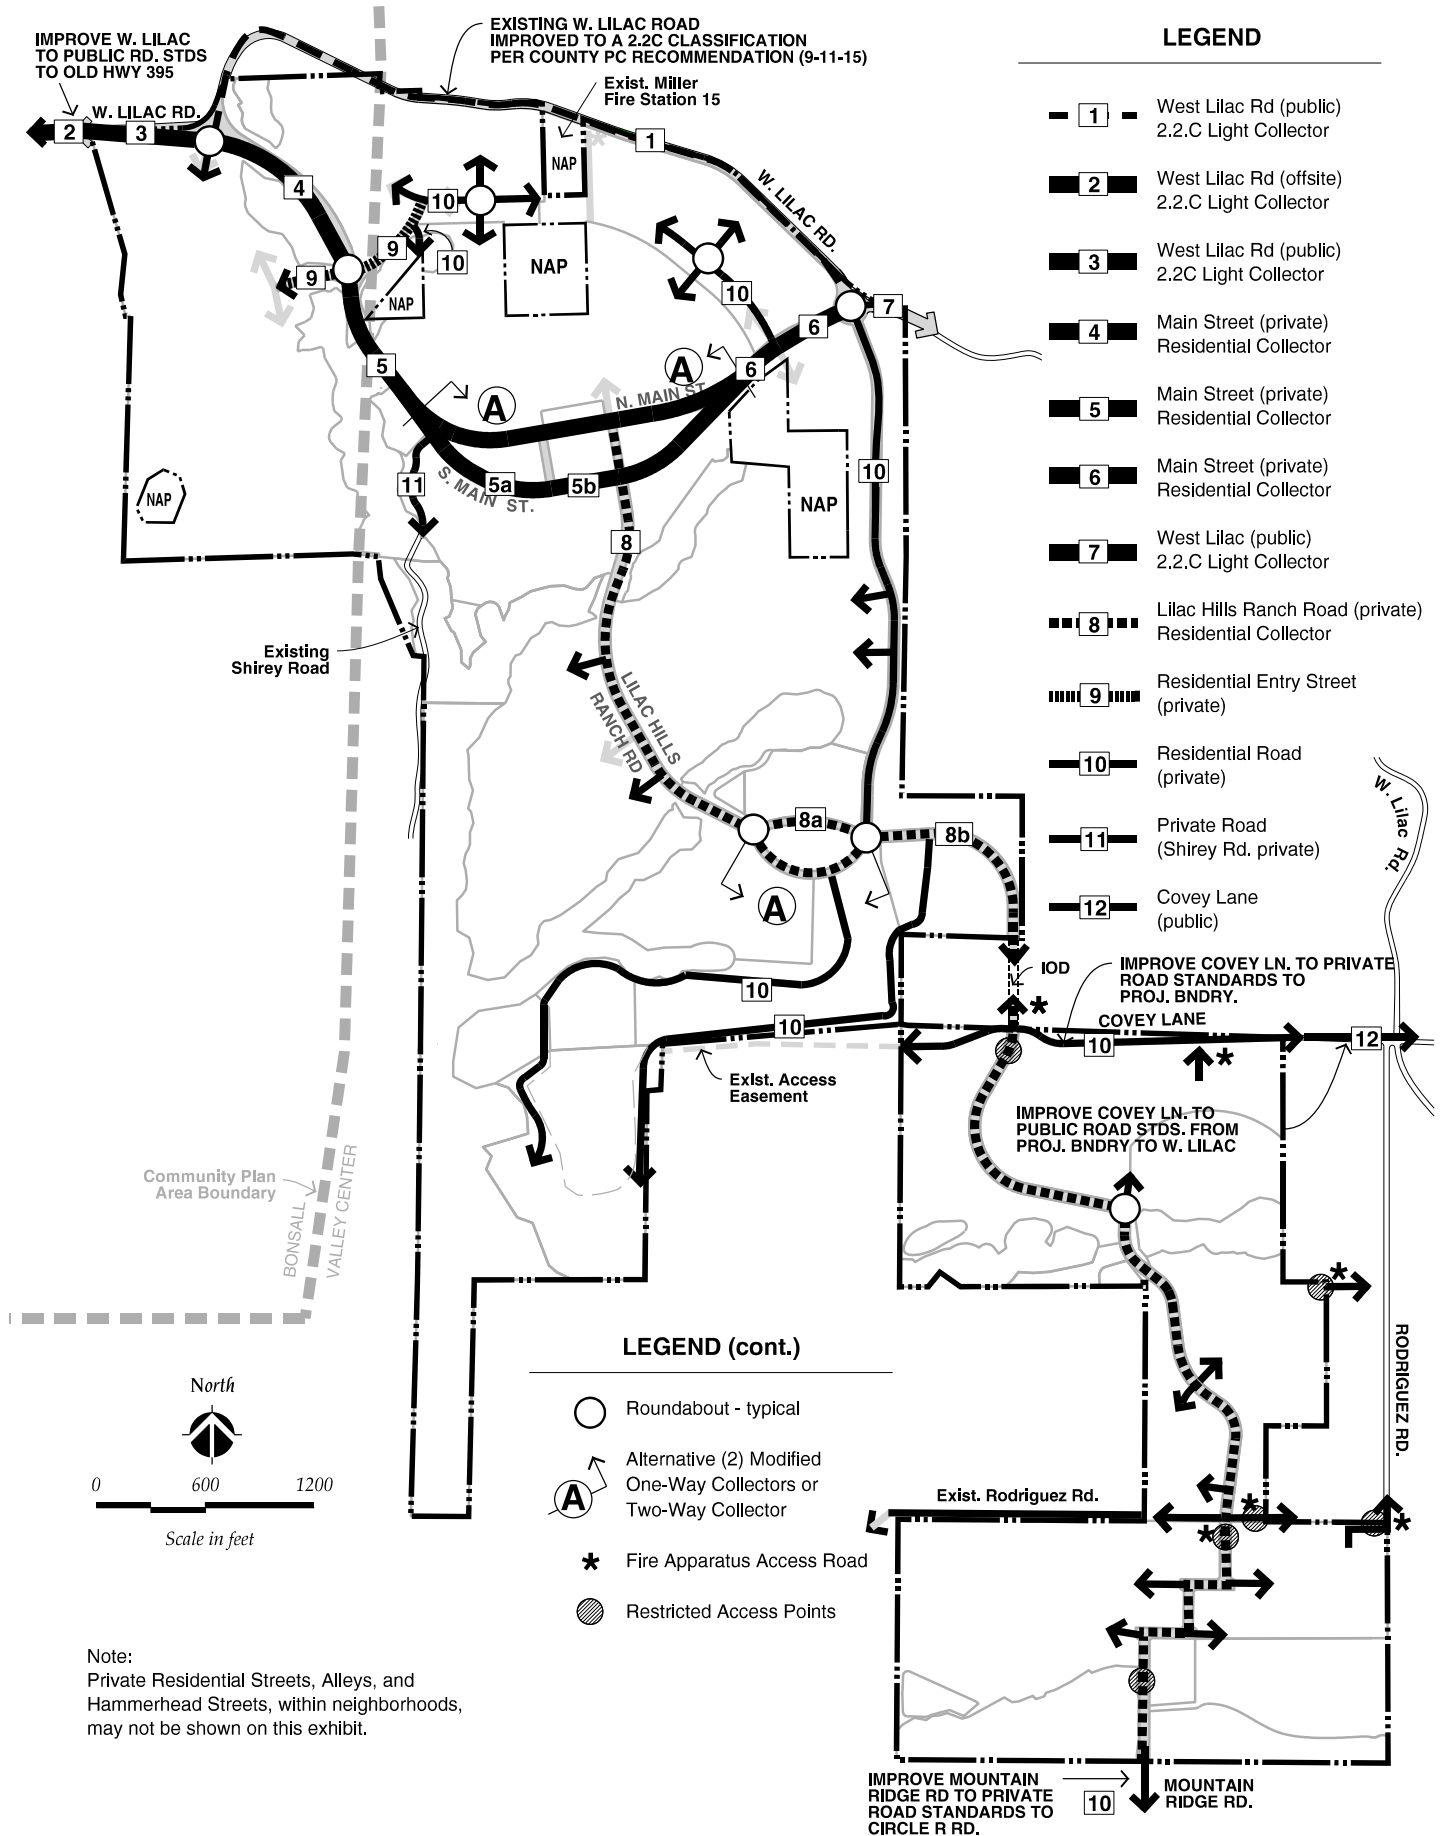 IMPROVE W. LILAC
TO PUBLIC RD. STDS
TO OLD HWY 395
EXISTING W. LILAC ROAD
IMPROVED TO A 2.2C CLASSIFICATION
PER COUNTY PC RECOMMENDATION (9-11-15)
Exist. Miller
Fire Station 15
W. LILAC RD.
2
3
1
NAP
4
10
W. LILAC RD.
9
10
9
NAP
NAP
10
7
6
5
A
A
6
N. MAIN ST.
10
11
S. MAIN ST.
5a
5b
NAP
NAP
8
Existing
Shirey Road
LILAC HILLS
RANCH RD
8a
8b
A
10
10
IOD
IMPROVE COVEY LN. TO PRIVATE
ROAD STANDARDS TO
PROJ. BNDRY.
*
COVEY LANE
10
12
*
Exist. Access
Easement
IMPROVE COVEY LN. TO
PUBLIC ROAD STDS. FROM
PROJ. BNDRY TO W. LILAC
W. Lilac Rd.
Community Plan
Area Boundary
BONSALL
VALLEY CENTER
*
RODRIGUEZ RD.
Exist. Rodriguez Rd.
*
*
*
IMPROVE MOUNTAIN
RIDGE RD TO PRIVATE
ROAD STANDARDS TO
CIRCLE R RD.
10
MOUNTAIN
RIDGE RD.
LEGEND
1 West Lilac Rd (public)
2.2.C Light Collector
2 West Lilac Rd (offsite)
2.2.C Light Collector
3 West Lilac Rd (public)
2.2C Light Collector
4 Main Street (private)
Residential Collector
5 Main Street (private)
Residential Collector
6 Main Street (private)
Residential Collector
7 West Lilac (public)
2.2.C Light Collector
8 Lilac Hills Ranch Road (private)
Residential Collector
9 Residential Entry Street
(private)
10 Residential Road
(private)
11 Private Road
(Shirey Rd. private)
12 Covey Lane
(public)
LEGEND (cont.)
Roundabout - typical
A Alternative (2) Modified
One-Way Collectors or
Two-Way Collector
* Fire Apparatus Access Road
Restricted Access Points
North
0 600 1200
Scale in feet
Note:
Private Residential Streets, Alleys, and
Hammerhead Streets, within neighborhoods,
may not be shown on this exhibit.